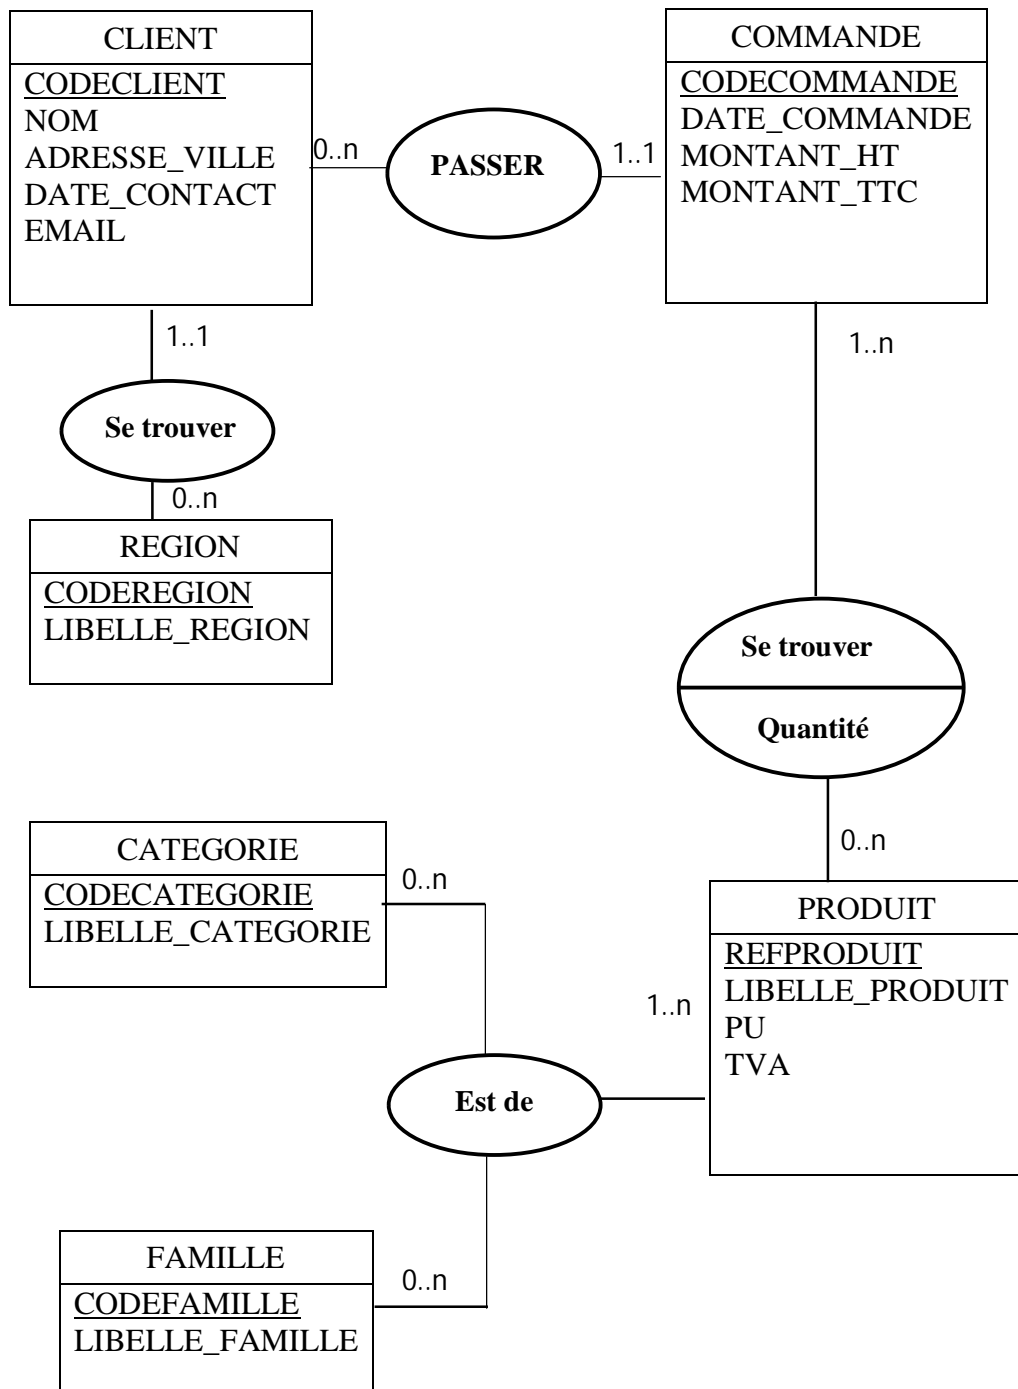 CLIENT
CODECLIENT
NOM
ADRESSE_VILLE
DATE_CONTACT
EMAIL
0..n
PASSER
1..1
COMMANDE
CODECOMMANDE
DATE_COMMANDE
MONTANT_HT
MONTANT_TTC
1..1
Se trouver
0..n
REGION
CODEREGION
LIBELLE_REGION
1..n
Se trouver
Quantité
0..n
CATEGORIE
CODECATEGORIE
LIBELLE_CATEGORIE
0..n
PRODUIT
REFPRODUIT
LIBELLE_PRODUIT
PU
TVA
1..n
Est de
FAMILLE
CODEFAMILLE
LIBELLE_FAMILLE
0..n